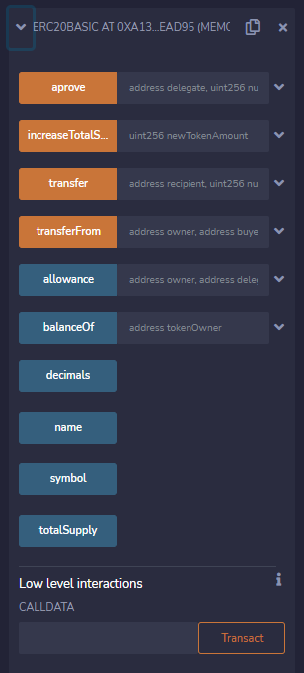 ERC20BASIC AT 0XA13...EAD95 (MEMO
aprove address delegate, uint256 nu
increaseTotalS... uint256 newTokenAmount
transfer address recipient, uint256 nu
transferFrom address owner, address buye
allowance address owner, address deleg
balanceOf address tokenOwner
decimals
name
symbol
totalSupply
Low level interactions
CALLDATA
Transact